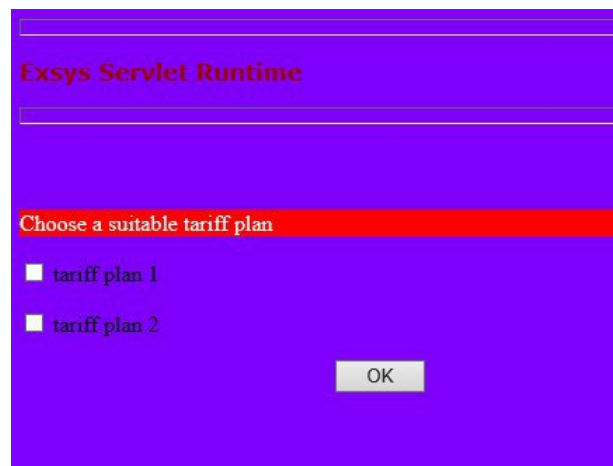 Exsys Servlet Runtime
Choose a suitable tariff plan
tariff plan 1
tariff plan 2
OK